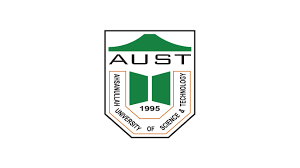 AUST
1995
AHSANULLAH UNIVERSITY OF SCIENCE & TECHNOLOGY